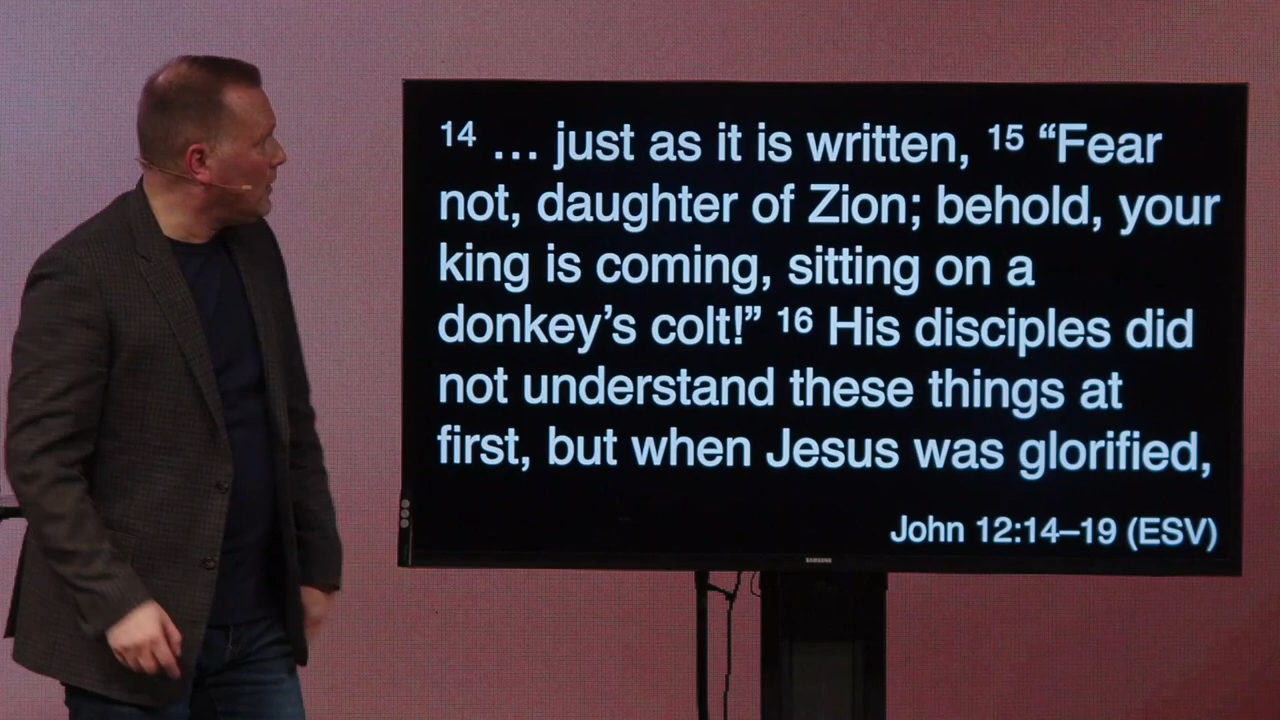 14 … just as it is written, 15 “Fear
not, daughter of Zion; behold, your
king is coming, sitting on a
donkey’s colt!” 16 His disciples did
not understand these things at
first, but when Jesus was glorified,
John 12:14–19 (ESV)
SAMSUNG